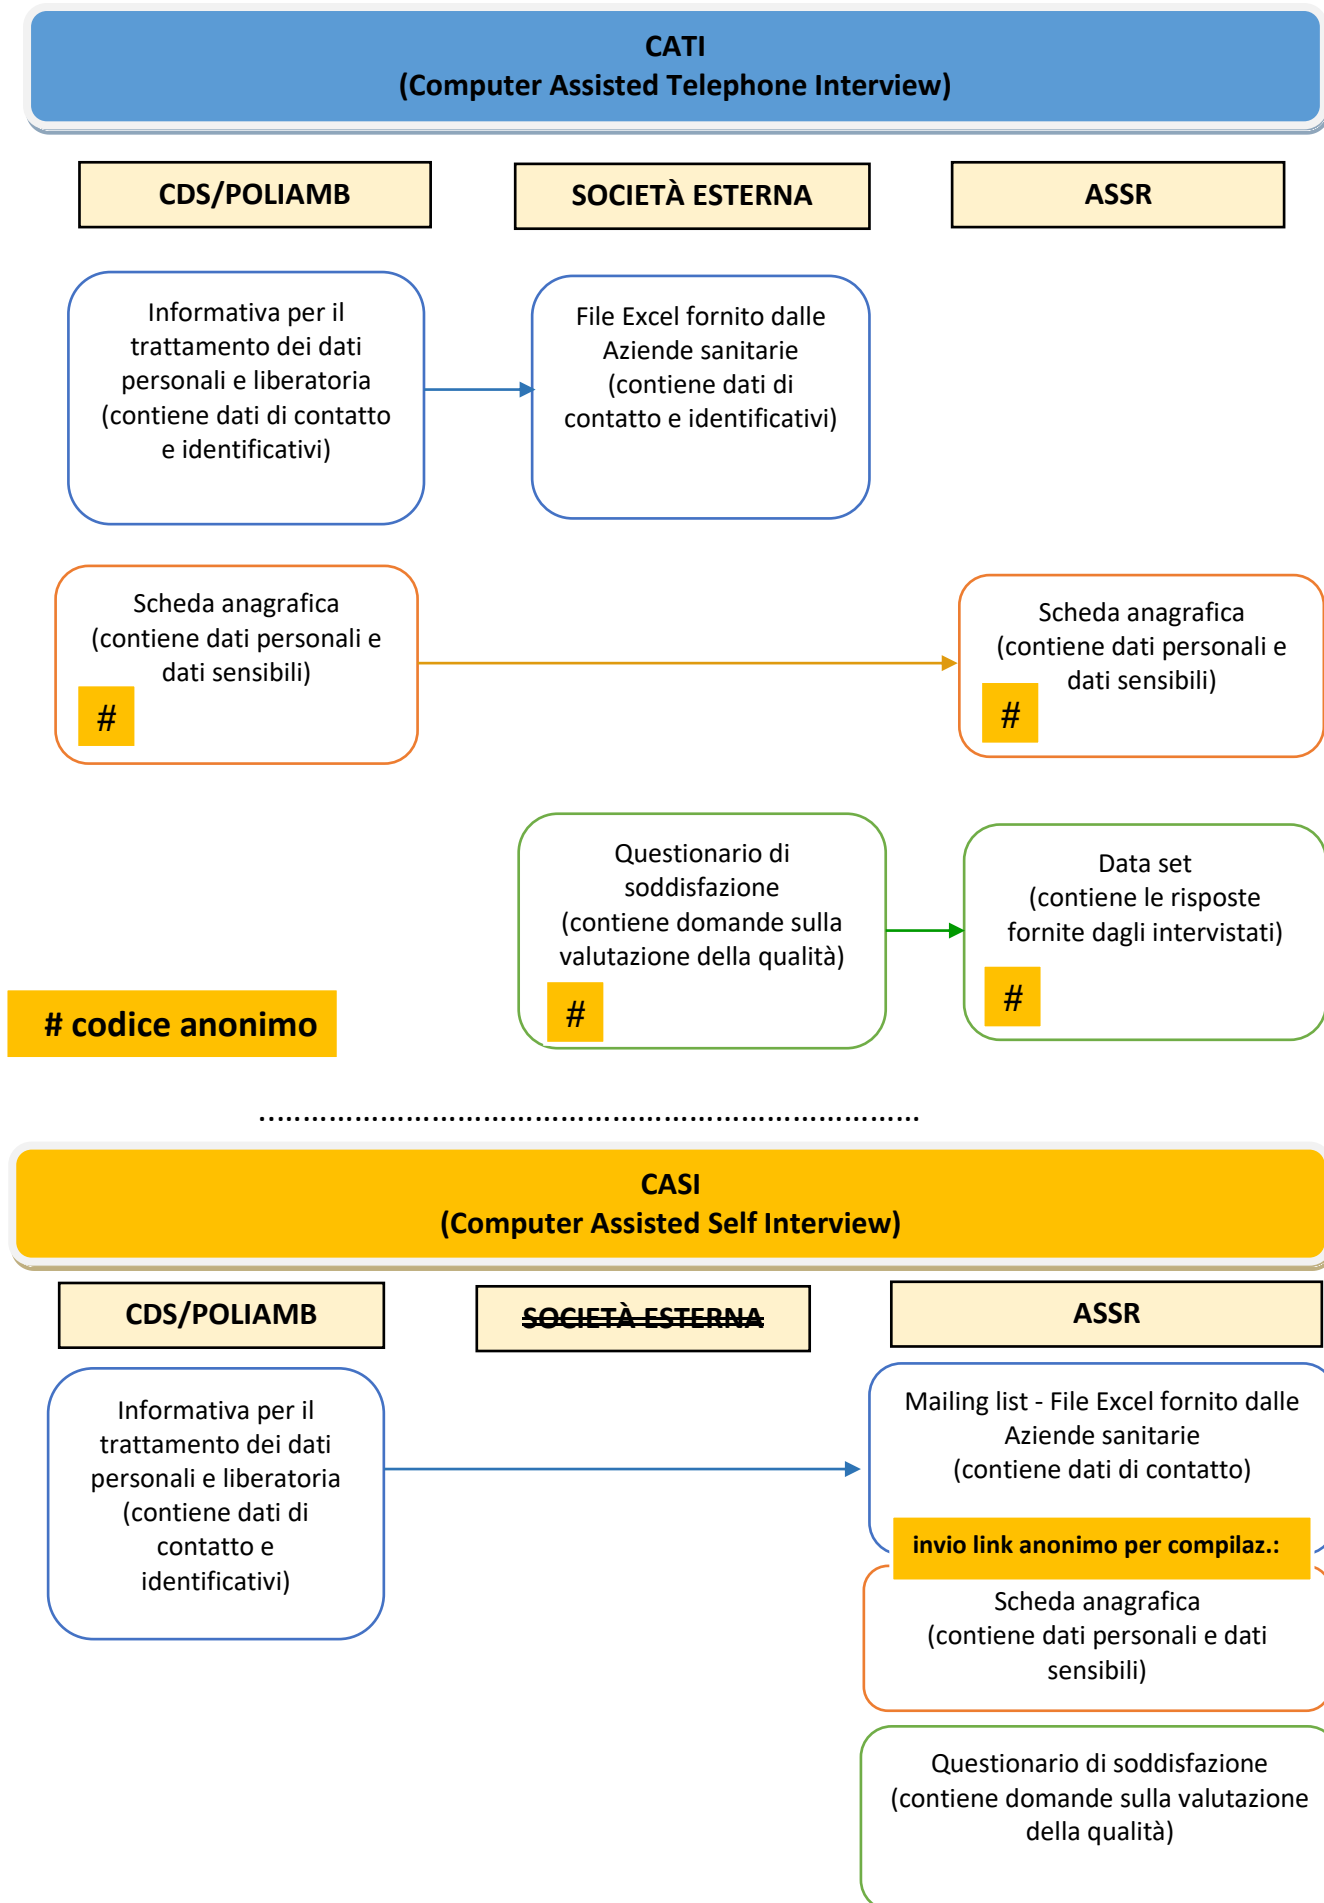 CATI
(Computer Assisted Telephone Interview)
CDS/POLIAMB
SOCIETÀ ESTERNA
ASSR
Informativa per il
trattamento dei dati
personali e liberatoria
(contiene dati di contatto
e identificativi)
File Excel fornito dalle
Aziende sanitarie
(contiene dati di
contatto e identificativi)
Scheda anagrafica
(contiene dati personali e
dati sensibili)
#
Scheda anagrafica
(contiene dati personali e
dati sensibili)
#
Questionario di
soddisfazione
(contiene domande sulla
valutazione della qualità)
#
Data set
(contiene le risposte
fornite dagli intervistati)
#
# codice anonimo
…………………………………………………………………
CASI
(Computer Assisted Self Interview)
CDS/POLIAMB
SOCIETÀ ESTERNA
ASSR
Informativa per il
trattamento dei dati
personali e liberatoria
(contiene dati di
contatto e
identificativi)
Mailing list - File Excel fornito dalle
Aziende sanitarie
(contiene dati di contatto)
invio link anonimo per compilaz.:
Scheda anagrafica
(contiene dati personali e dati
sensibili)
Questionario di soddisfazione
(contiene domande sulla valutazione
della qualità)